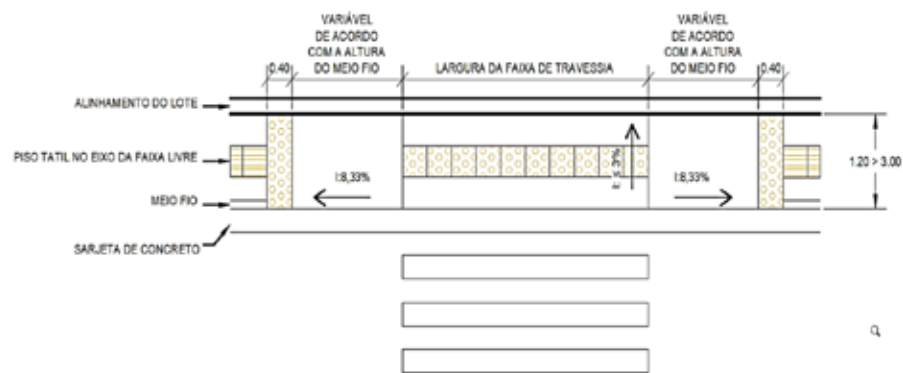 VARIÁVEL
DE ACORDO
COM A ALTURA
DO MEIO FIO
VARIÁVEL
DE ACORDO
COM A ALTURA
DO MEIO FIO
0.40
LARGURA DA FAIXA DE TRAVESSIA
0.40
ALINHAMENTO DO LOTE
PISO TATIL NO EIXO DA FAIXA LIVRE
I:8,33%
I: ≤ 3%
I:8,33%
1.20 > 3.00
MEIO FIO
SARJETA DE CONCRETO